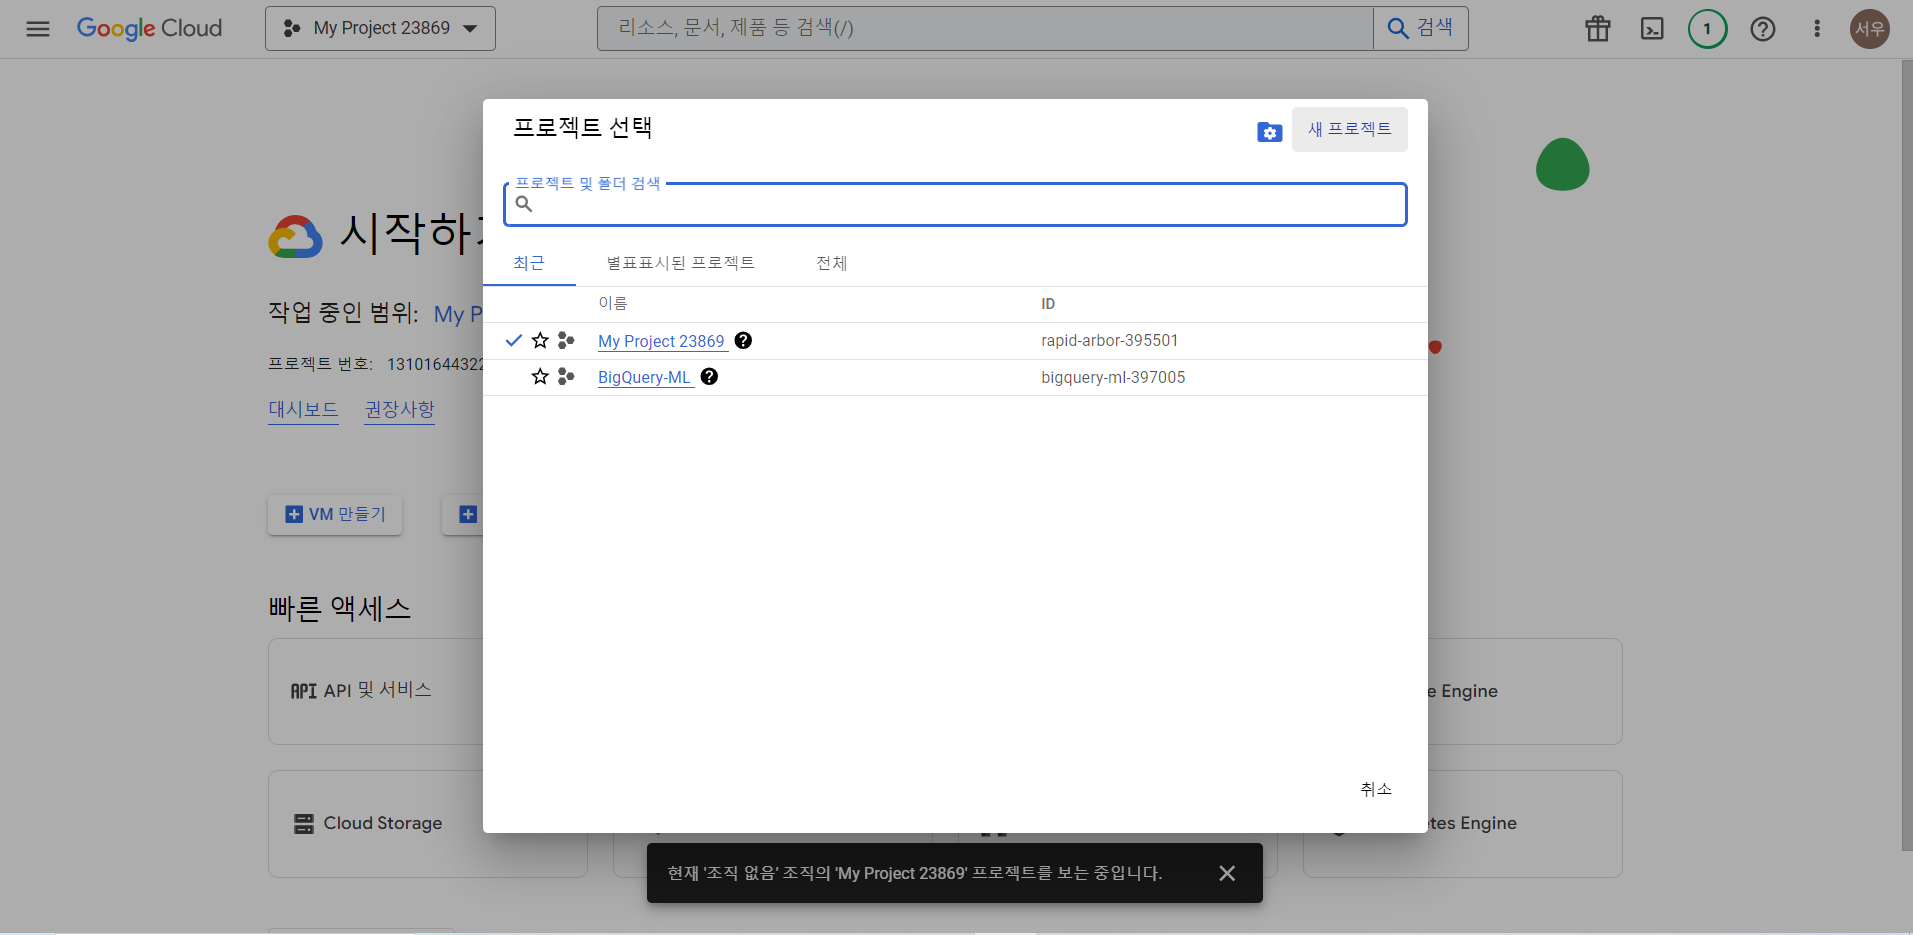 Google Cloud
My Project 23869
리소스, 문서, 제품 등 검색(/)
검색
1
서우
프로젝트 선택
새 프로젝트
프로젝트 및 폴더 검색
최근 별표표시된 프로젝트 전체
이름 ID
My Project 23869 rapid-arbor-395501
BigQuery-ML bigquery-ml-397005
취소
시작하
작업 중인 범위: My P
프로젝트 번호: 13101644322
대시보드 권장사항
VM 만들기
빠른 액세스
API API 및 서비스
e Engine
Cloud Storage
etes Engine
현재 '조직 없음' 조직의 'My Project 23869' 프로젝트를 보는 중입니다.